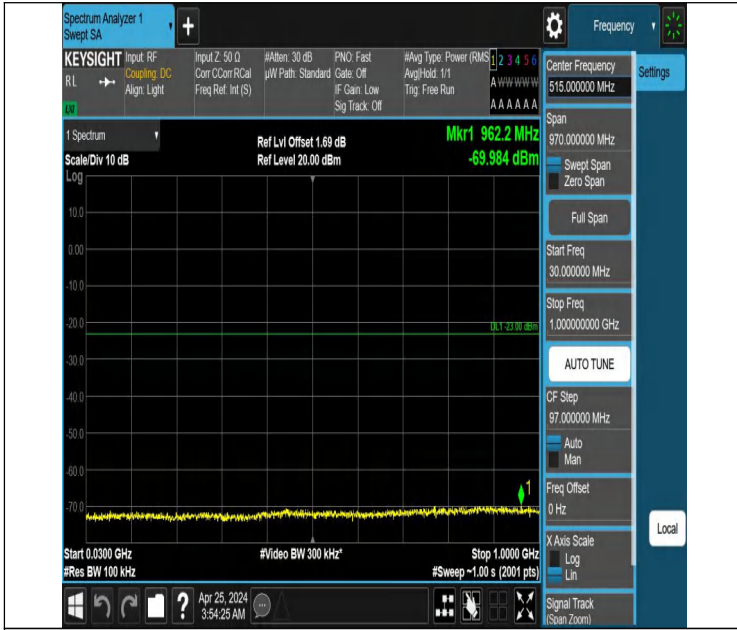 Spectrum Analyzer 1
Swept SA
+
Frequency
KEYSIGHT
RL
Input: RF
Coupling: DC
Align: Light
Input Z: 50 Ω
Corr CCorr RCal
Freq Ref: Int (S)
#Atten: 30 dB
µW Path: Standard
PNO: Fast
Gate: Off
IF Gain: Low
Sig Track: Off
#Avg Type: Power (RMS
Avg|Hold: 1/1
Trig: Free Run
1 2 3 4 5 6
A W W W W W
A A A A A A
1 Spectrum
Scale/Div 10 dB
Ref Lvl Offset 1.69 dB
Ref Level 20.00 dBm
Mkr1 962.2 MHz
-69.984 dBm
Log
10.0
0.00
-10.0
-20.0
DL1 -23.00 dBm
-30.0
-40.0
-50.0
-60.0
1
-70.0
Start 0.0300 GHz
#Res BW 100 kHz
#Video BW 300 kHz*
Stop 1.0000 GHz
#Sweep ~1.00 s (2001 pts)
?
Apr 25, 2024
3:54:25 AM
Center Frequency
515.000000 MHz
Settings
Span
970.000000 MHz
Swept Span
Zero Span
Full Span
Start Freq
30.000000 MHz
Stop Freq
1.000000000 GHz
AUTO TUNE
CF Step
97.000000 MHz
Auto
Man
Freq Offset
0 Hz
Local
X Axis Scale
Log
Lin
Signal Track
(Span Zoom)